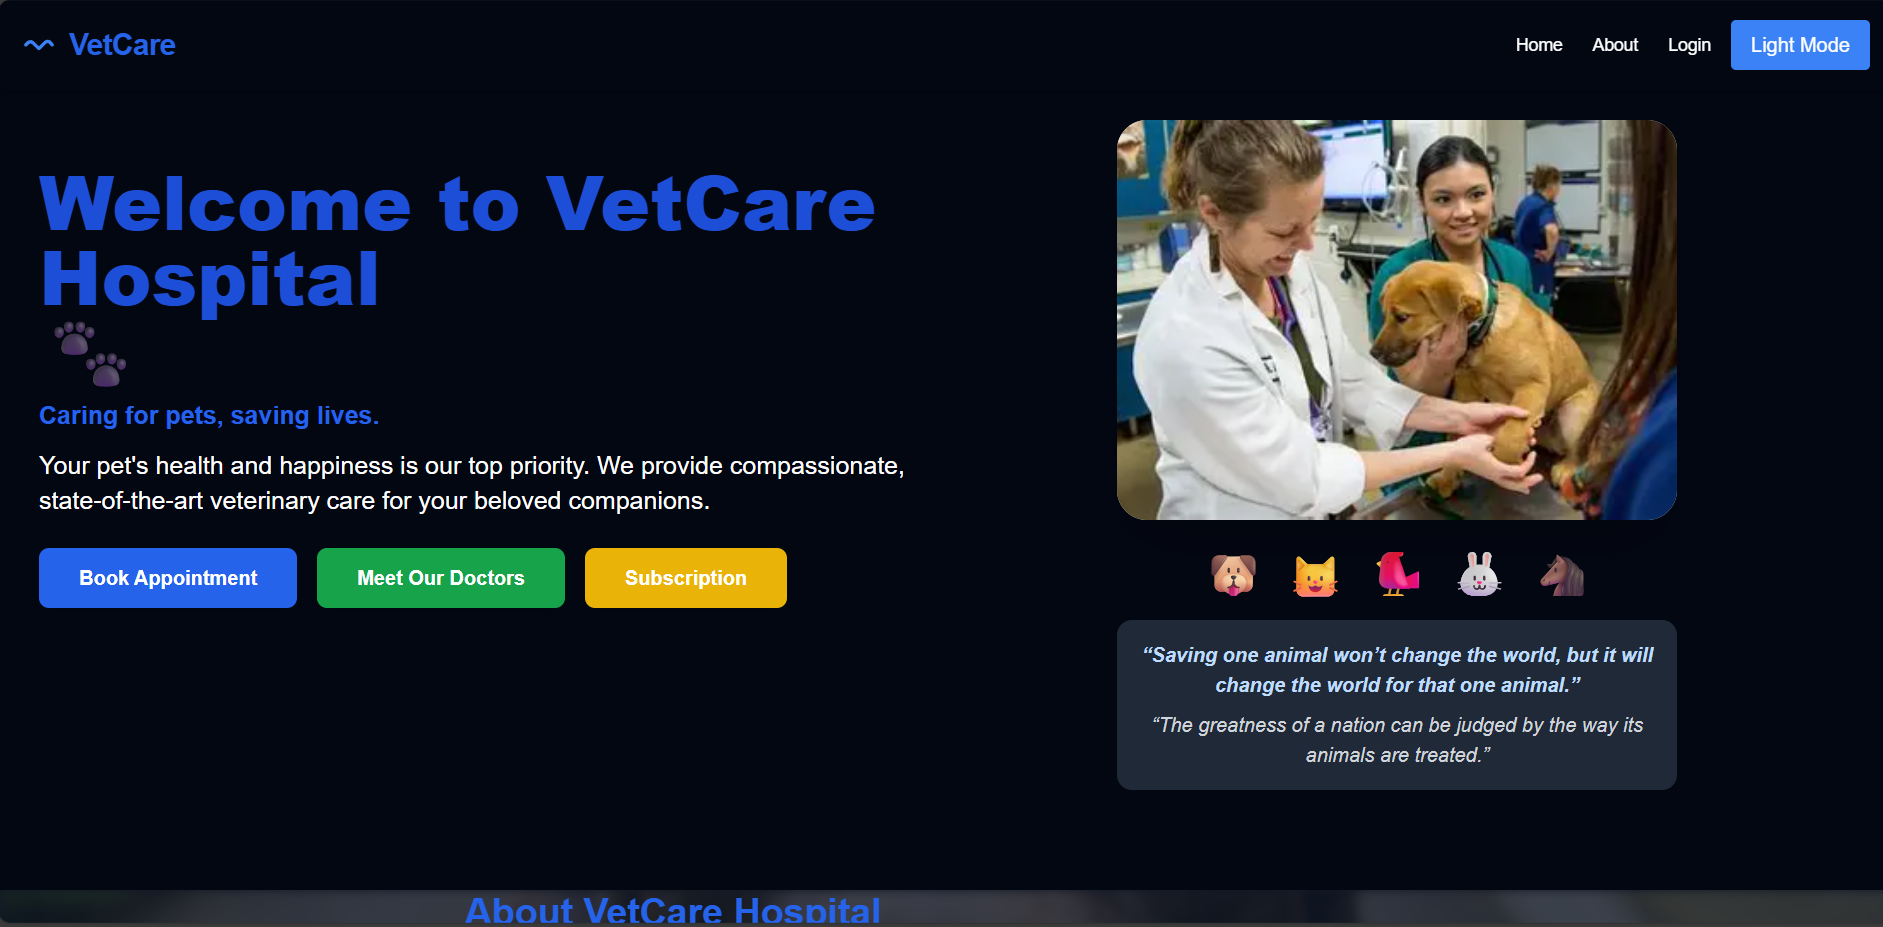 VetCare
Home
About
Login
Light Mode
Welcome to VetCare
Hospital
Caring for pets, saving lives.
Your pet's health and happiness is our top priority. We provide compassionate,
state-of-the-art veterinary care for your beloved companions.
Book Appointment
Meet Our Doctors
Subscription
“Saving one animal won’t change the world, but it will
change the world for that one animal.”
“The greatness of a nation can be judged by the way its
animals are treated.”
About VetCare Hospital